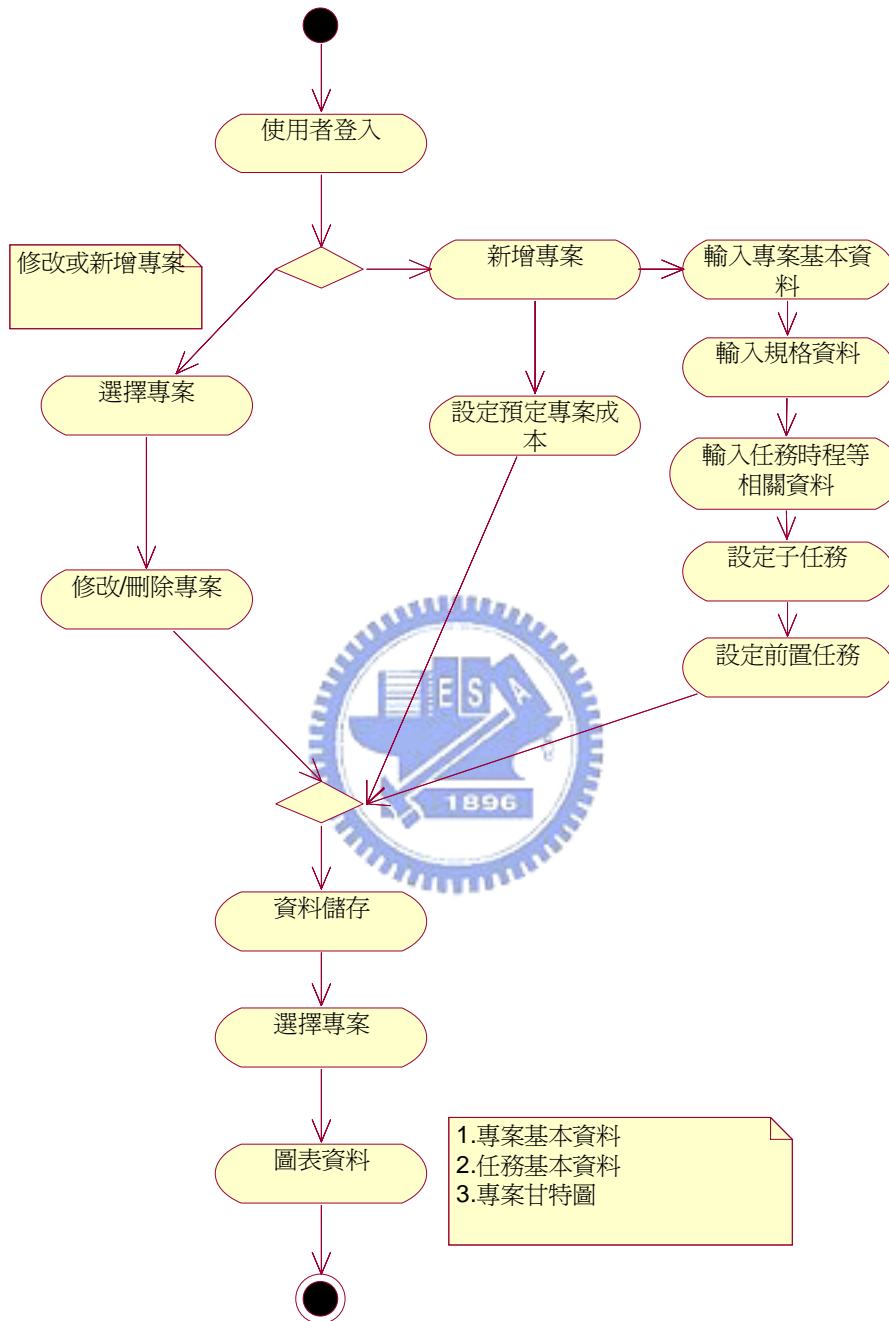 使用者登入
修改或新增專案
新增專案
輸入專案基本資
料
選擇專案
設定預定專案成
本
輸入規格資料
輸入任務時程等
相關資料
設定子任務
修改/刪除專案
設定前置任務
E S A
1896
資料儲存
選擇專案
圖表資料
1.專案基本資料
2.任務基本資料
3.專案甘特圖